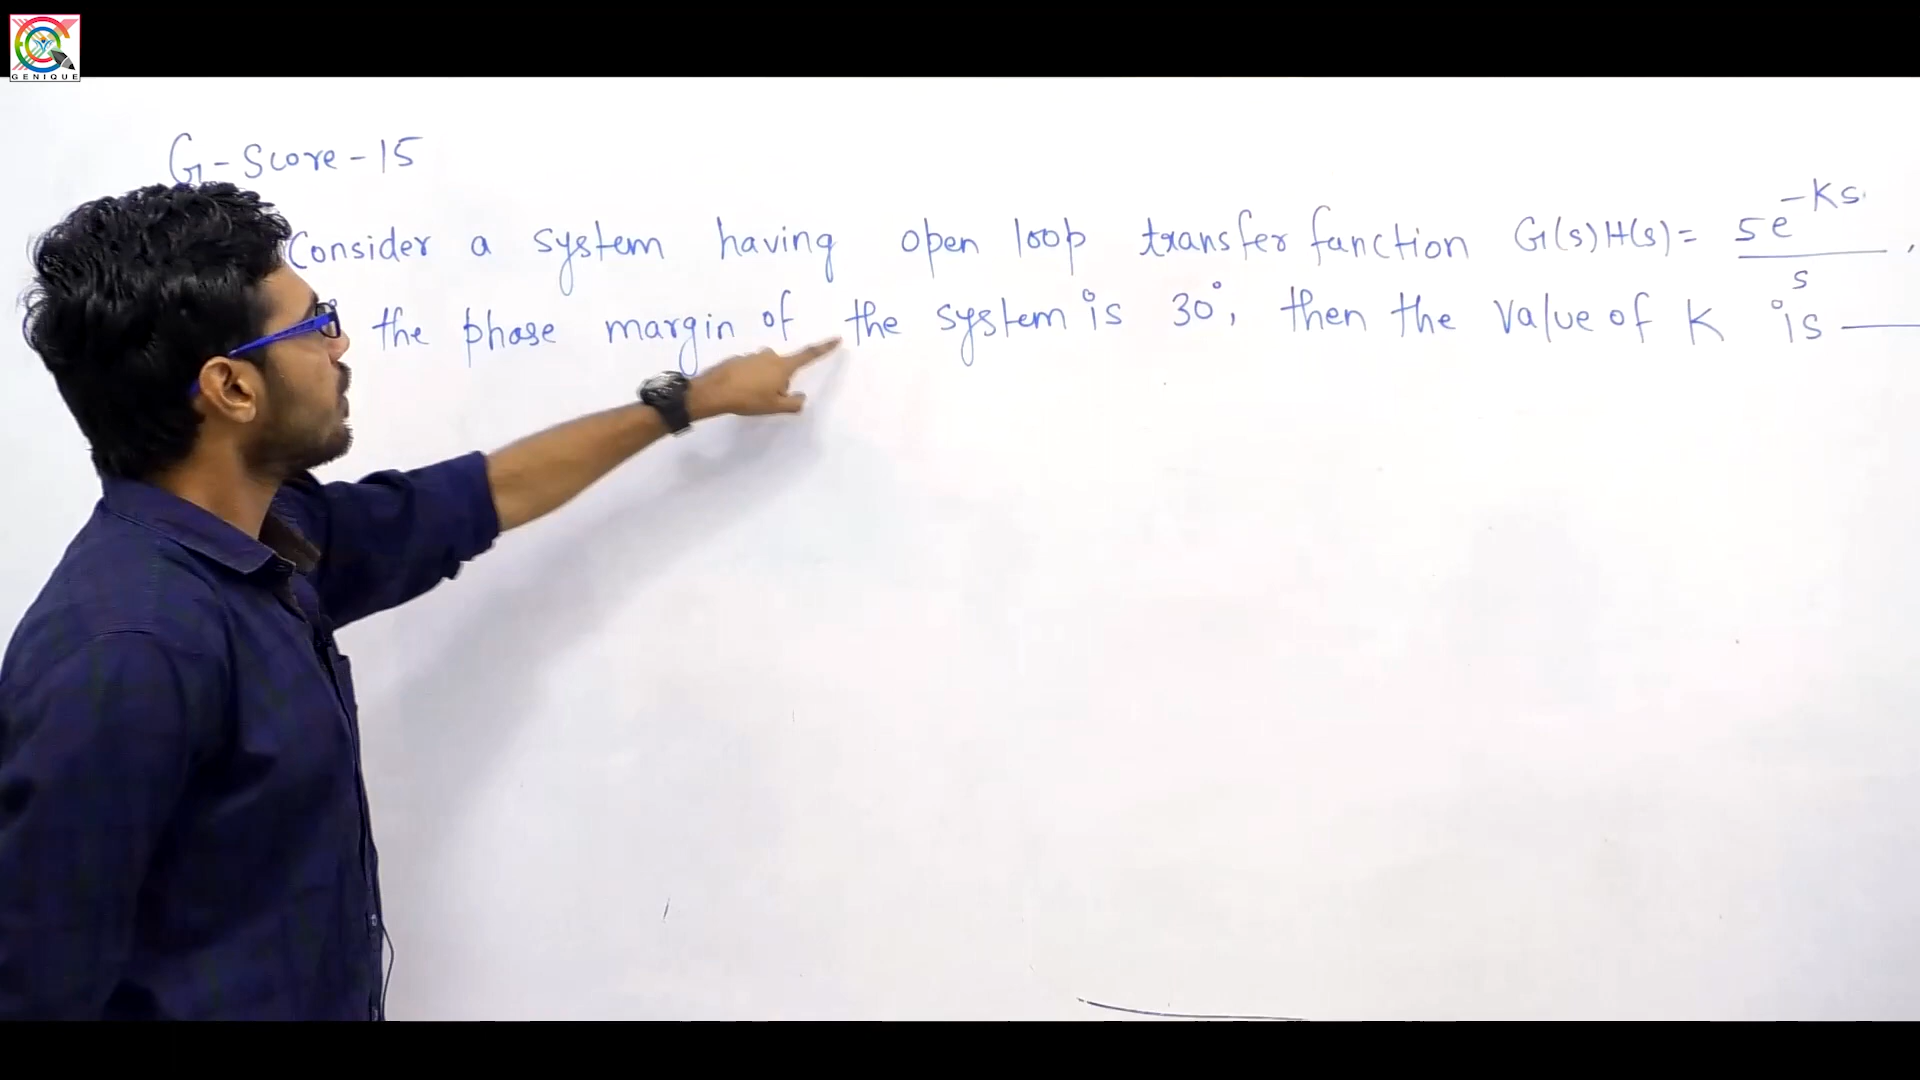 GENIQUE
G-Score-15
Consider a system having open loop transfer function G(s)H(s)= 5e^-Ks / s .
the phase margin of the system is 30°, then the value of K is ___